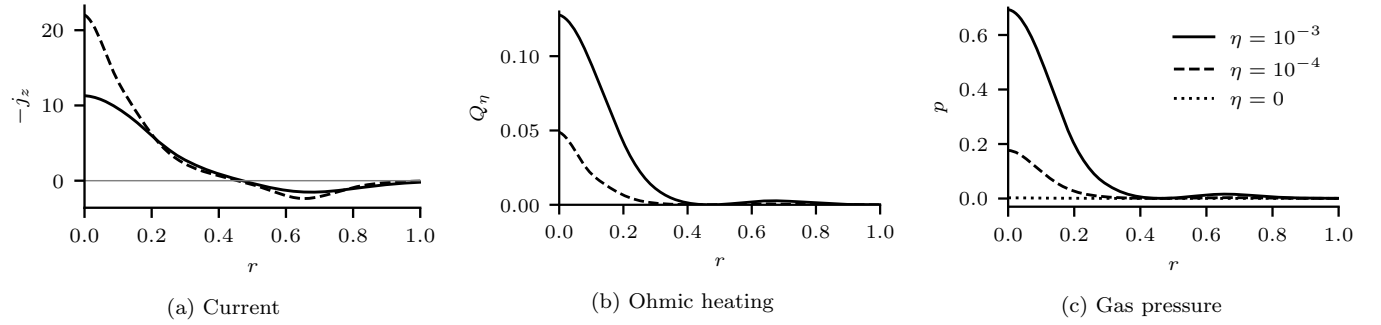 20
10
0
−j_z
0.0 0.2 0.4 0.6 0.8 1.0
r
(a) Current
0.10
0.05
0.00
Q_η
0.0 0.2 0.4 0.6 0.8 1.0
r
(b) Ohmic heating
0.6
0.4
0.2
0.0
p
η = 10⁻³
η = 10⁻⁴
η = 0
0.0 0.2 0.4 0.6 0.8 1.0
r
(c) Gas pressure